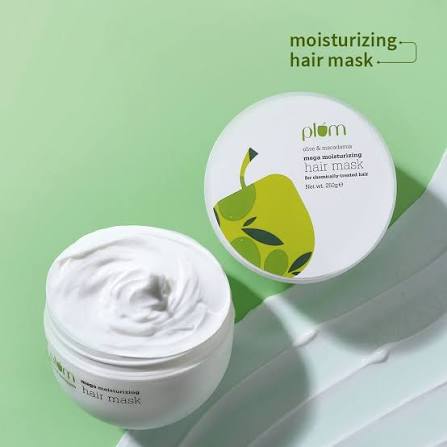 moisturizing
hair mask
plum
olive & macadamia
mega moisturizing
hair mask
for chemically-treated hair
Net wt. 250g e
plum
mega moisturizing
hair mask